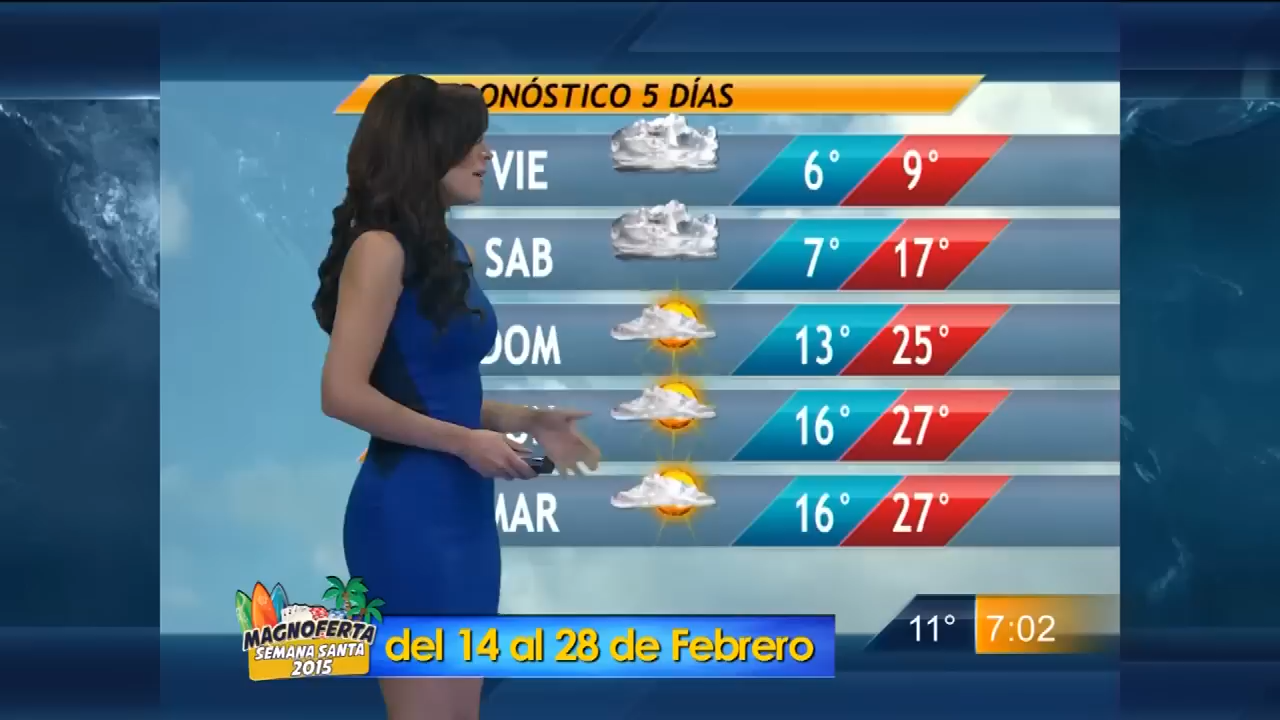 ONÓSTICO 5 DÍAS
VIE 6° 9°
SAB 7° 17°
DOM 13° 25°
16° 27°
MAR 16° 27°
MAGNOFERTA
SEMANA SANTA
2015
del 14 al 28 de Febrero
11° 7:02